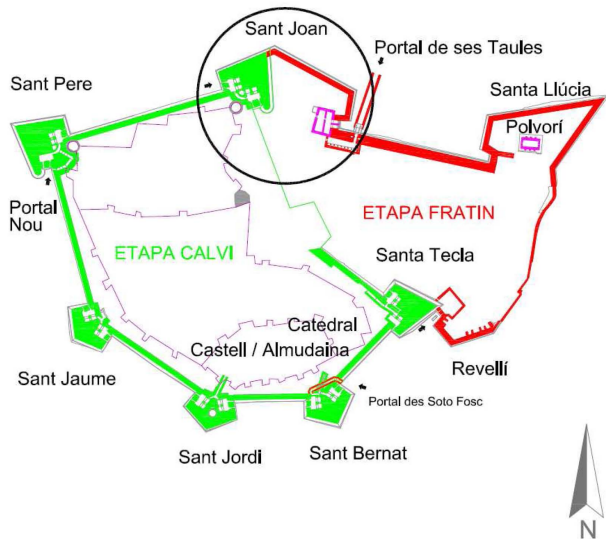 Sant Joan
Portal de ses Taules
Sant Pere
Santa Llúcia
Polvorí
Portal
Nou
ETAPA FRATIN
ETAPA CALVI
Santa Tecla
Catedral
Castell / Almudaina
Revellí
Sant Jaume
Portal des Soto Fosc
Sant Jordi
Sant Bernat
N